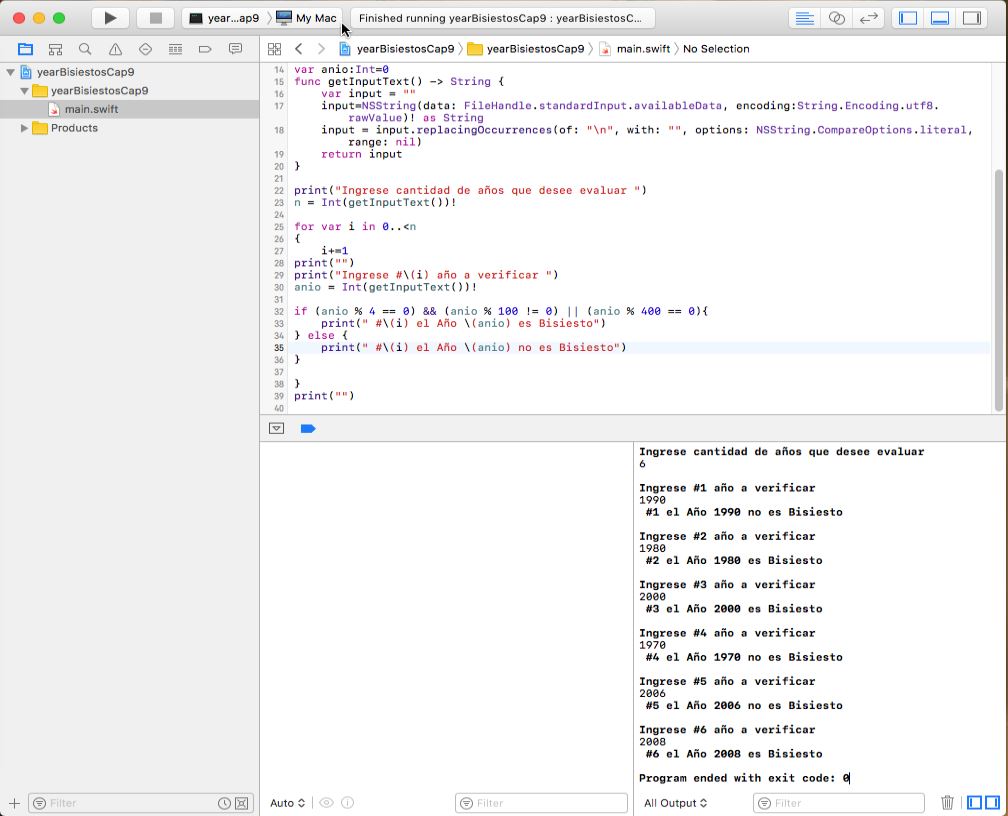 year...ap9 〉 My Mac
Finished running yearBisiestosCap9 : yearBisiestosC...
yearBisiestosCap9 〉 yearBisiestosCap9 〉 main.swift 〉 No Selection
yearBisiestosCap9
yearBisiestosCap9
main.swift
Products
14 var anio:Int=0
15 func getInputText() -> String {
16 var input = ""
17 input=NSString(data: FileHandle.standardInput.availableData, encoding:String.Encoding.utf8.
rawValue)! as String
18 input = input.replacingOccurrences(of: "\n", with: "", options: NSString.CompareOptions.literal,
range: nil)
19 return input
20 }
21
22 print("Ingrese cantidad de años que desee evaluar ")
23 n = Int(getInputText())!
24
25 for var i in 0..<n
26 {
27 i+=1
28 print("")
29 print("Ingrese #\(i) año a verificar ")
30 anio = Int(getInputText())!
31
32 if (anio % 4 == 0) && (anio % 100 != 0) || (anio % 400 == 0){
33 print(" #\(i) el Año \(anio) es Bisiesto")
34 } else {
35 print(" #\(i) el Año \(anio) no es Bisiesto")
36 }
37
38 }
39 print("")
40
Ingrese cantidad de años que desee evaluar
6
Ingrese #1 año a verificar
1990
#1 el Año 1990 no es Bisiesto
Ingrese #2 año a verificar
1980
#2 el Año 1980 es Bisiesto
Ingrese #3 año a verificar
2000
#3 el Año 2000 es Bisiesto
Ingrese #4 año a verificar
1970
#4 el Año 1970 no es Bisiesto
Ingrese #5 año a verificar
2006
#5 el Año 2006 no es Bisiesto
Ingrese #6 año a verificar
2008
#6 el Año 2008 es Bisiesto
Program ended with exit code: 0
Filter
Auto
Filter
All Output
Filter